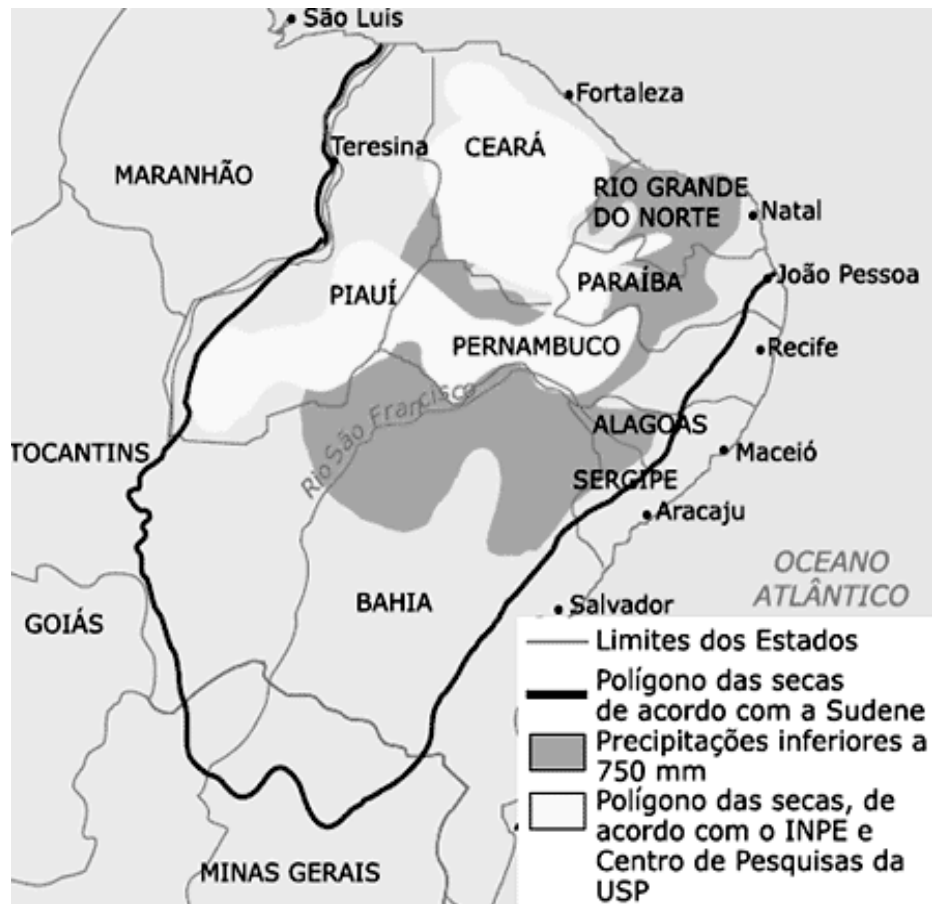 São Luis
Fortaleza
Teresina
CEARÁ
MARANHÃO
RIO GRANDE
DO NORTE
Natal
PARAÍBA
João Pessoa
PIAUÍ
PERNAMBUCO
Recife
Rio São Francisco
ALAGOAS
TOCANTINS
Maceió
SERGIPE
Aracaju
OCEANO
ATLÂNTICO
BAHIA
Salvador
GOIÁS
Limites dos Estados
Polígono das secas
de acordo com a Sudene
Precipitações inferiores a
750 mm
Polígono das secas, de
acordo com o INPE e
Centro de Pesquisas da
USP
MINAS GERAIS